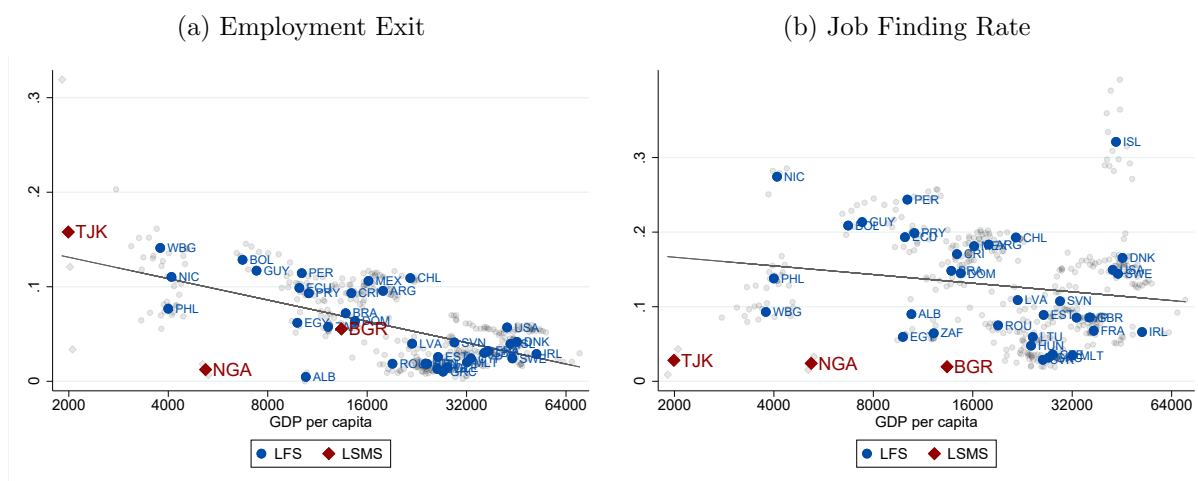 (a) Employment Exit
.3
.2
.1
0
TJK
WBG
NIC
PHL
BOL
GUY
PER
ECU
PRY
EGY
ALB
NGA
BRA
DOM
BGR
CRI
MEX
ARG
CHL
LVA
ROU
EST
SVN
GRC
USA
DNK
SWE
IRL
2000 4000 8000 16000 32000 64000
GDP per capita
LFS LSMS
(b) Job Finding Rate
.3
.2
.1
0
TJK
NIC
PHL
WBG
BOL
GUY
PER
PRY
ECU
ALB
EGY
ZAF
NGA
BGR
CRI
BRA
DOM
MEX
ARG
CHL
LVA
ROU
EST
SVN
LTU
HUN
SVK
MLT
GBR
FRA
IRL
ISL
DNK
USA
SWE
2000 4000 8000 16000 32000 64000
GDP per capita
LFS LSMS